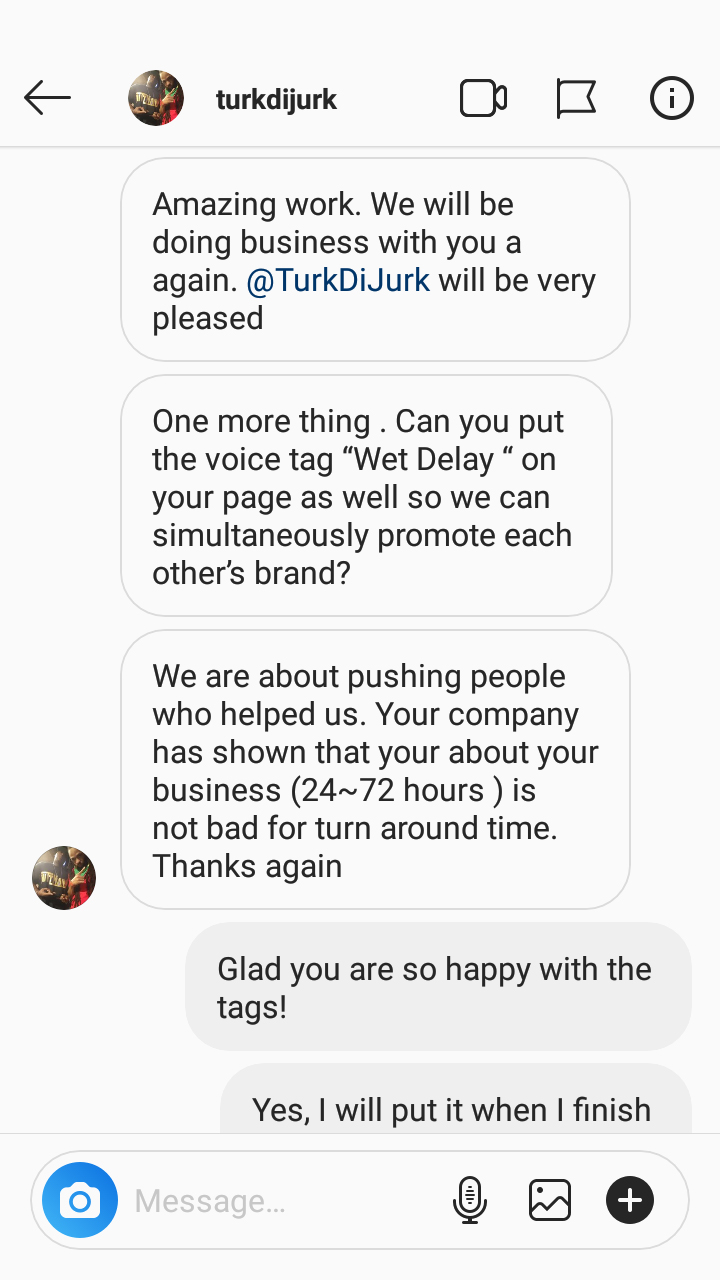 turkdijurk
Amazing work. We will be
doing business with you a
again. @TurkDiJurk will be very
pleased
One more thing . Can you put
the voice tag “Wet Delay “ on
your page as well so we can
simultaneously promote each
other’s brand?
We are about pushing people
who helped us. Your company
has shown that your about your
business (24~72 hours ) is
not bad for turn around time.
Thanks again
Glad you are so happy with the
tags!
Yes, I will put it when I finish
Message…